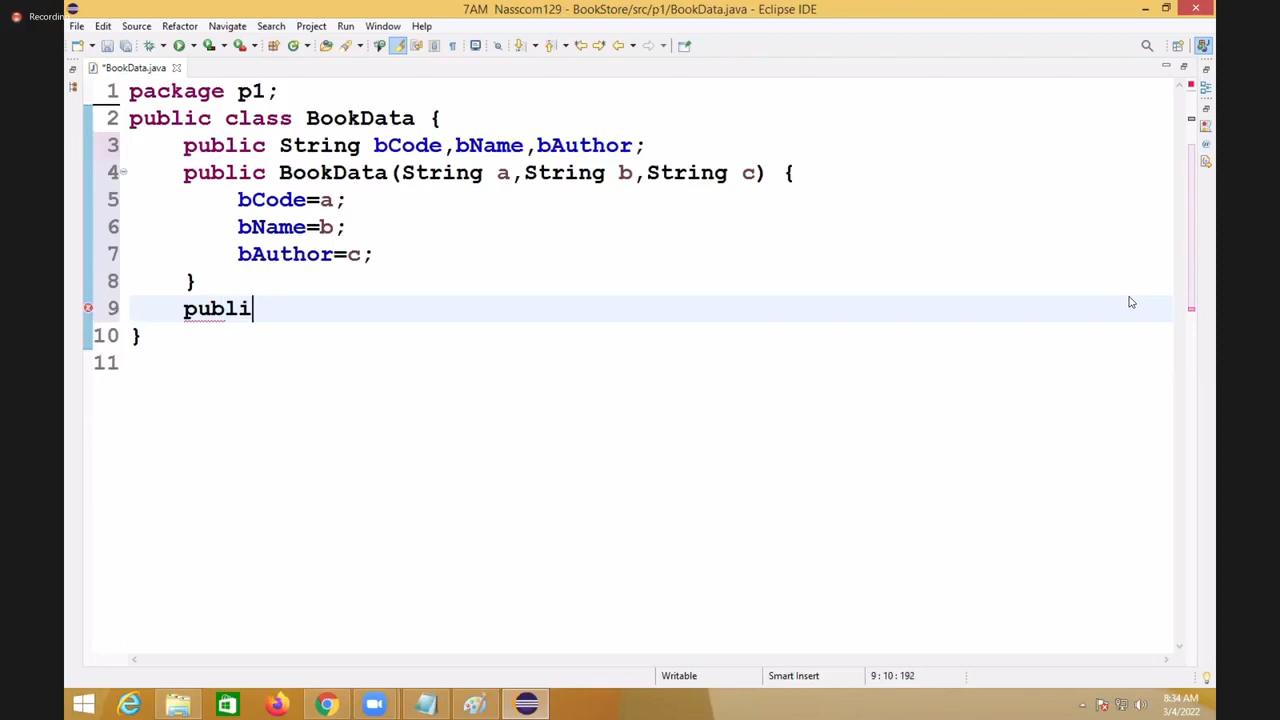 Recording
7AM Nasscom129 - BookStore/src/p1/BookData.java - Eclipse IDE
File Edit Source Refactor Navigate Search Project Run Window Help
*BookData.java
1 package p1;
2 public class BookData {
3 public String bCode,bName,bAuthor;
4 public BookData(String a,String b,String c) {
5 bCode=a;
6 bName=b;
7 bAuthor=c;
8 }
9 publi
10 }
11
Writable Smart Insert 9 : 10 : 192
8:34 AM
3/4/2022